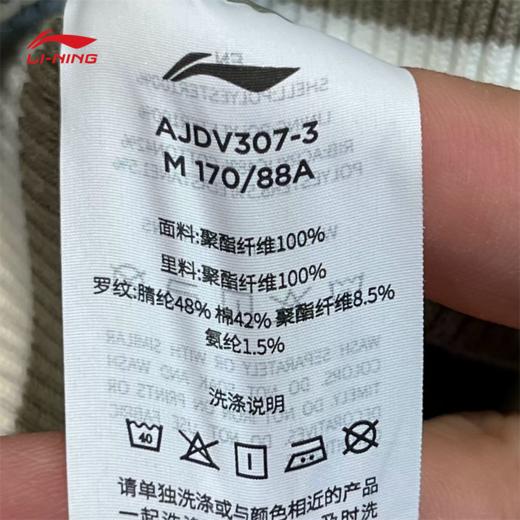 LI-NING
AJDV307-3
M 170/88A
面料:聚酯纤维100%
里料:聚酯纤维100%
罗纹:腈纶48% 棉42% 聚酯纤维8.5%
氨纶1.5%
洗涤说明
40
请单独洗涤或与颜色相近的产品